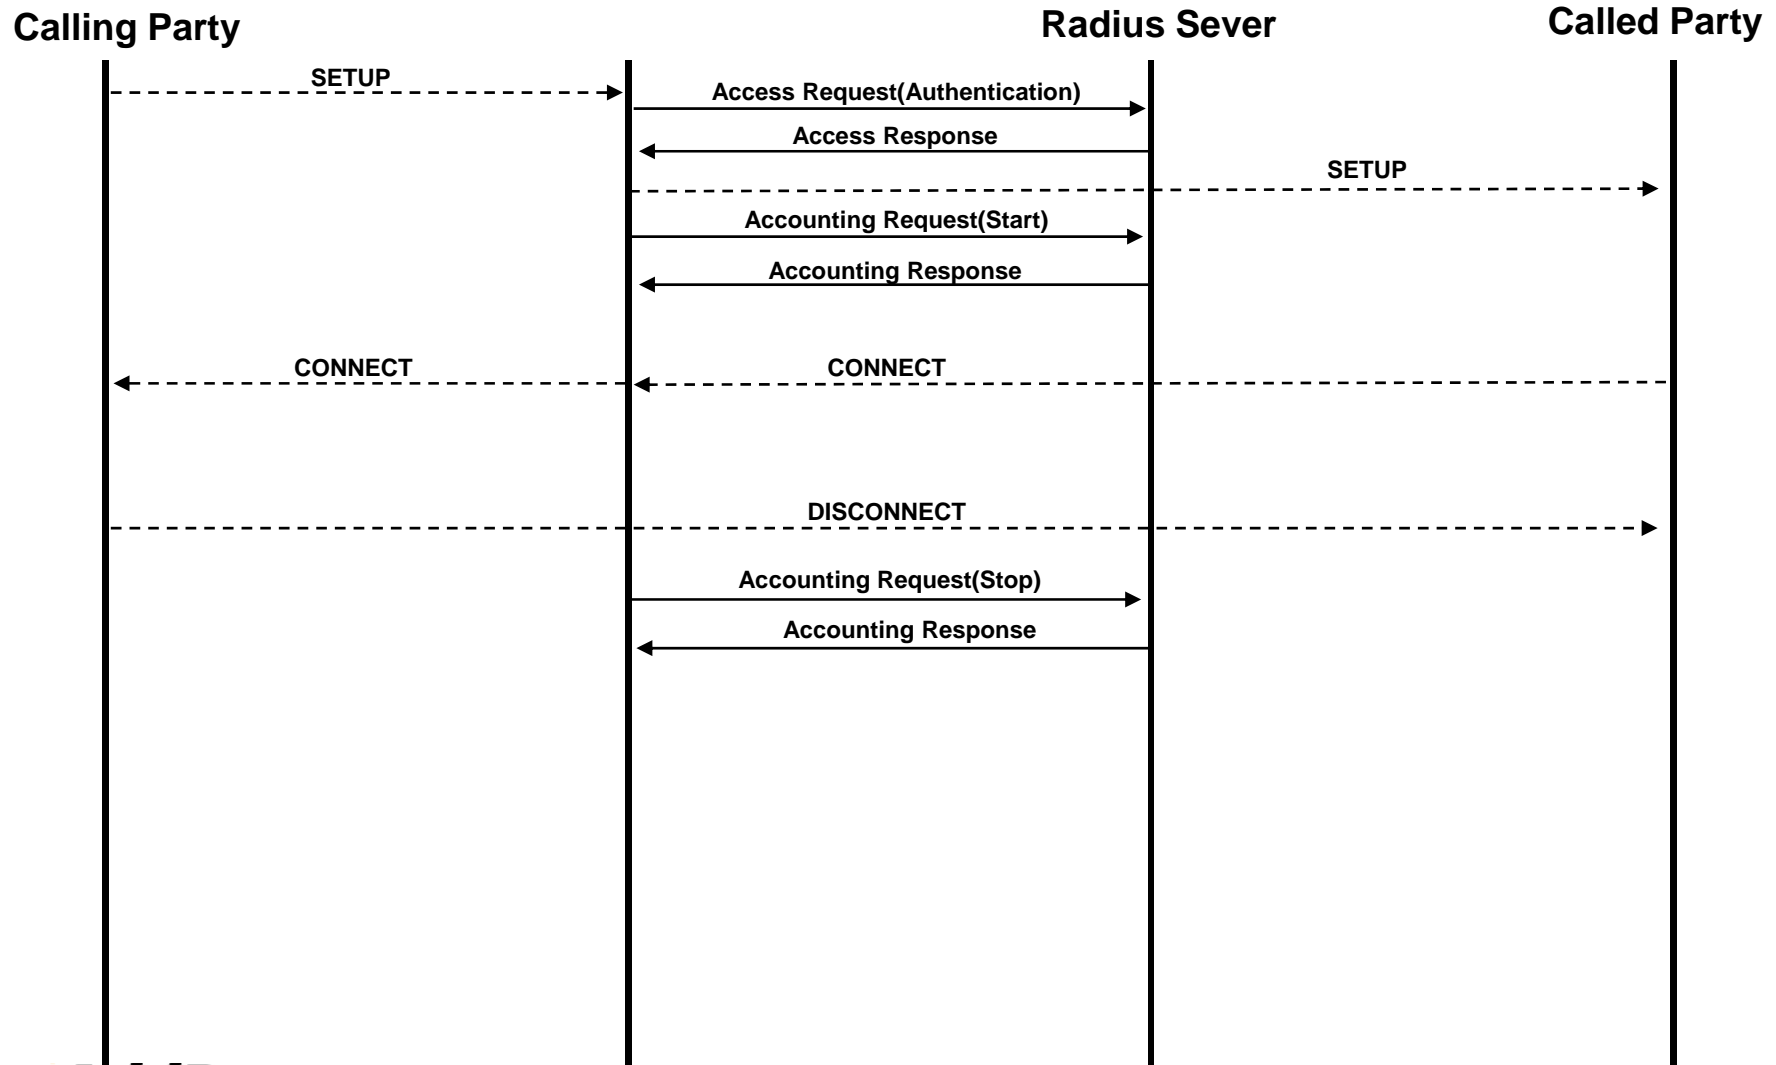 Calling Party
Radius Sever
Called Party
SETUP
Access Request(Authentication)
Access Response
SETUP
Accounting Request(Start)
Accounting Response
CONNECT
CONNECT
DISCONNECT
Accounting Request(Stop)
Accounting Response